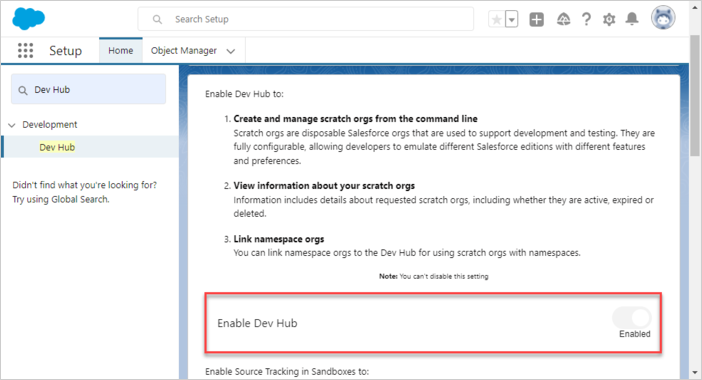 Search Setup
Setup
Home
Object Manager
Dev Hub
Development
Dev Hub
Didn't find what you're looking for?
Try using Global Search.
Enable Dev Hub to:
1. Create and manage scratch orgs from the command line
Scratch orgs are disposable Salesforce orgs that are used to support development and testing. They are
fully configurable, allowing developers to emulate different Salesforce editions with different features
and preferences.
2. View information about your scratch orgs
Information includes details about requested scratch orgs, including whether they are active, expired or
deleted.
3. Link namespace orgs
You can link namespace orgs to the Dev Hub for using scratch orgs with namespaces.
Note: You can't disable this setting
Enable Dev Hub
Enabled
Enable Source Tracking in Sandboxes to: